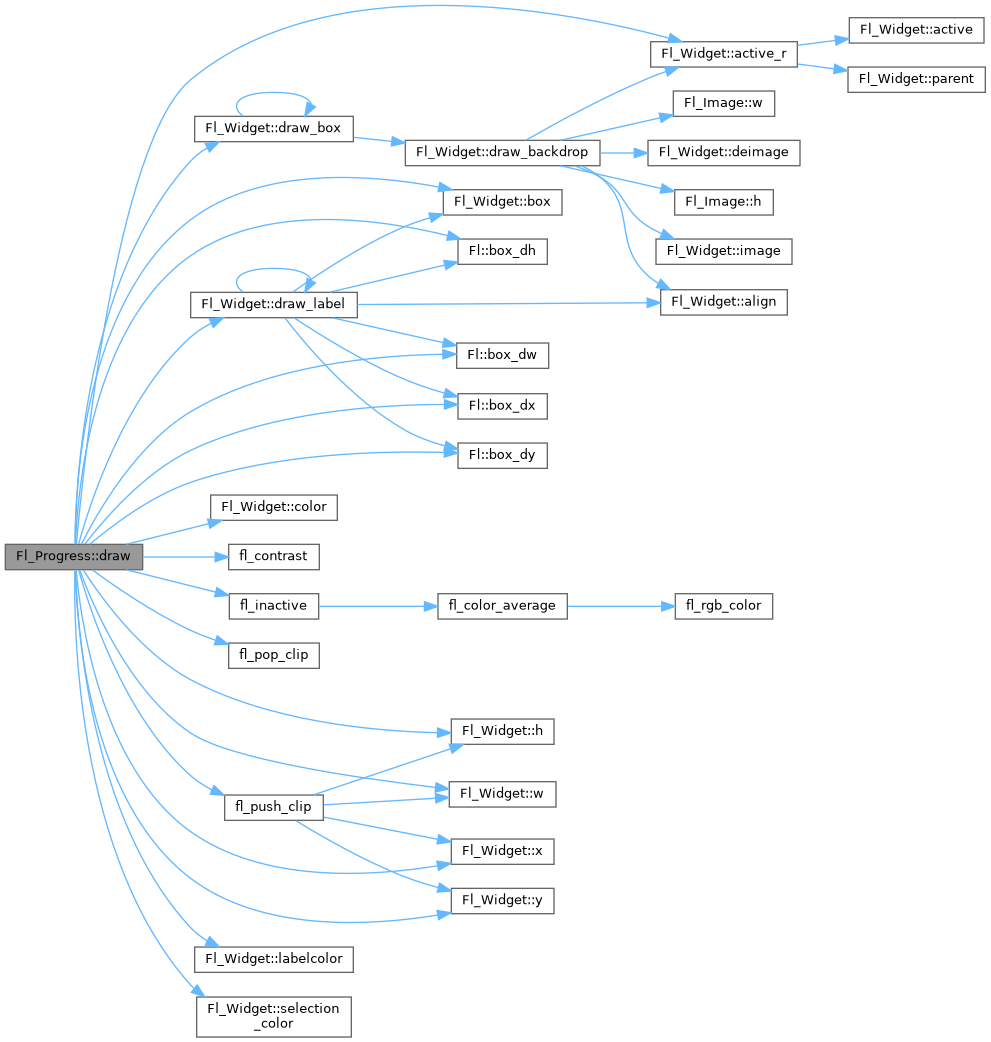 Fl_Widget::active
Fl_Widget::active_r
Fl_Widget::parent
Fl_Image::w
Fl_Widget::draw_box
Fl_Widget::draw_backdrop
Fl_Widget::deimage
Fl_Widget::box
Fl_Image::h
Fl::box_dh
Fl_Widget::image
Fl_Widget::draw_label
Fl_Widget::align
Fl::box_dw
Fl::box_dx
Fl::box_dy
Fl_Widget::color
Fl_Progress::draw
fl_contrast
fl_inactive
fl_color_average
fl_rgb_color
fl_pop_clip
Fl_Widget::h
Fl_Widget::w
fl_push_clip
Fl_Widget::x
Fl_Widget::y
Fl_Widget::labelcolor
Fl_Widget::selection
_color